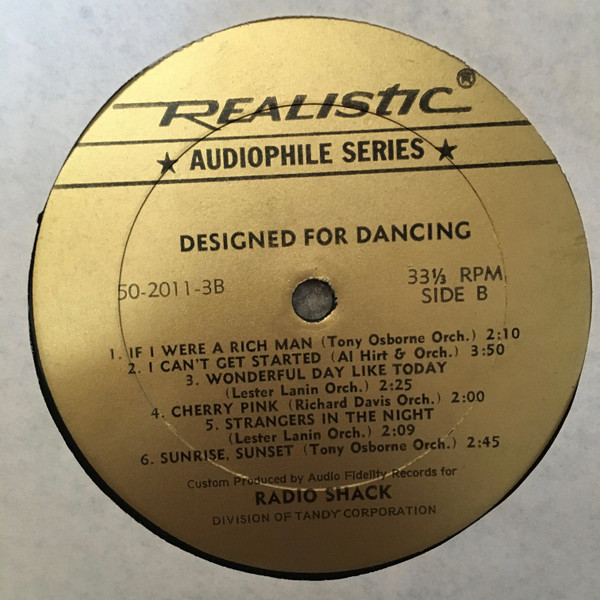 REALISTIC®
★ AUDIOPHILE SERIES ★
DESIGNED FOR DANCING
50-2011-3B
33⅓ RPM
SIDE B
1. IF I WERE A RICH MAN (Tony Osborne Orch.) 2:10
2. I CAN'T GET STARTED (Al Hirt & Orch.) 3:50
3. WONDERFUL DAY LIKE TODAY
(Lester Lanin Orch.) 2:25
4. CHERRY PINK (Richard Davis Orch.) 2:00
5. STRANGERS IN THE NIGHT
(Lester Lanin Orch.) 2:09
6. SUNRISE, SUNSET (Tony Osborne Orch.) 2:45
Custom Produced by Audio Fidelity Records for
RADIO SHACK
DIVISION OF TANDY CORPORATION